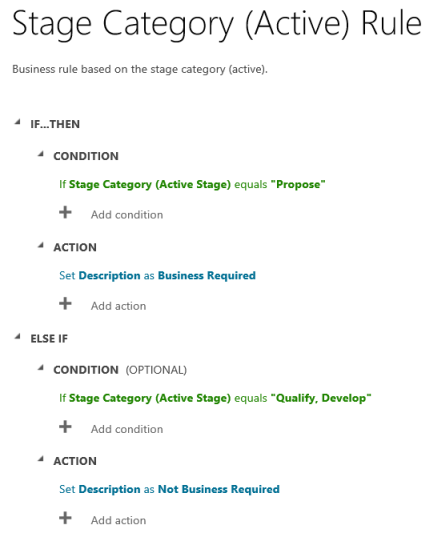 Stage Category (Active) Rule
Business rule based on the stage category (active).
IF...THEN
CONDITION
If Stage Category (Active Stage) equals "Propose"
Add condition
ACTION
Set Description as Business Required
Add action
ELSE IF
CONDITION (OPTIONAL)
If Stage Category (Active Stage) equals "Qualify, Develop"
Add condition
ACTION
Set Description as Not Business Required
Add action